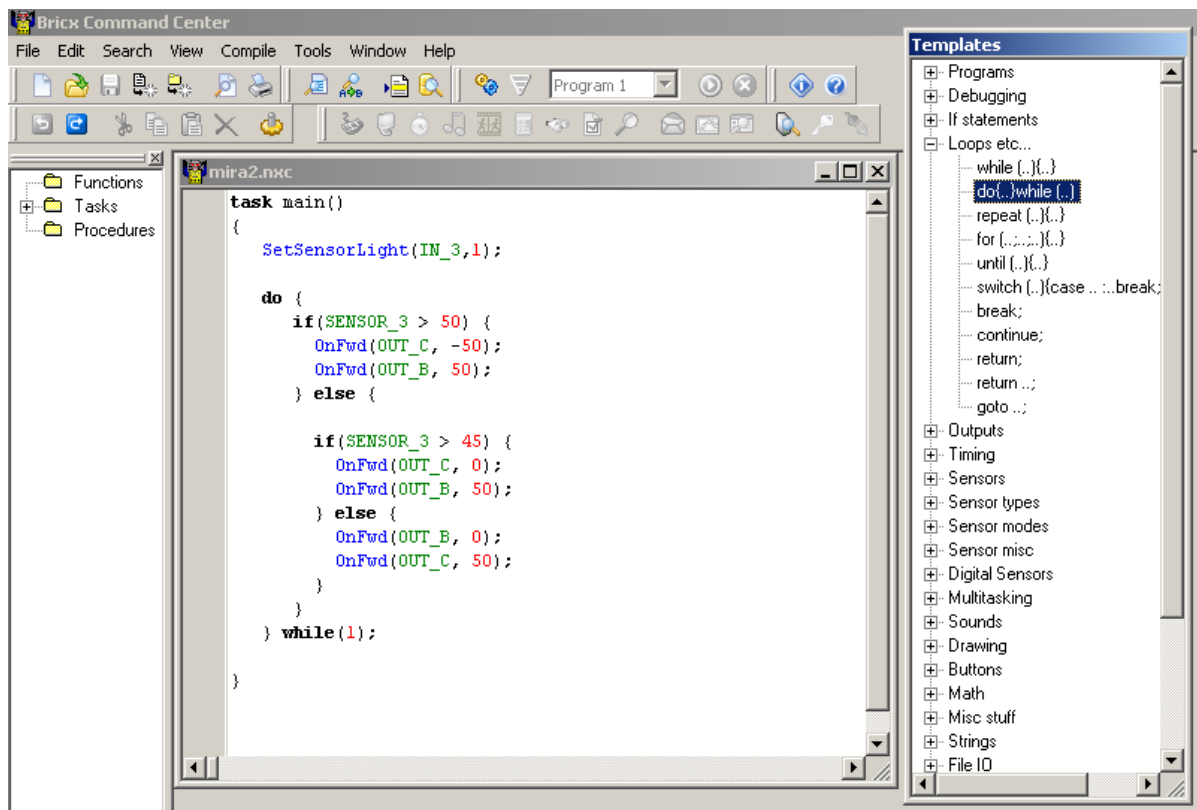 Bricx Command Center
File Edit Search View Compile Tools Window Help
Program 1
Functions
Tasks
Procedures
mira2.nxc
task main()
{
SetSensorLight(IN_3,1);
do {
if(SENSOR_3 > 50) {
OnFwd(OUT_C, -50);
OnFwd(OUT_B, 50);
} else {
if(SENSOR_3 > 45) {
OnFwd(OUT_C, 0);
OnFwd(OUT_B, 50);
} else {
OnFwd(OUT_B, 0);
OnFwd(OUT_C, 50);
}
}
} while(1);
}
Templates
Programs
Debugging
If statements
Loops etc...
while (..){..}
do{..}while (..)
repeat (..){..}
for (..;..;..){..}
until (..){..}
switch (..){case .. :..break;
break;
continue;
return;
return ..;
goto ..;
Outputs
Timing
Sensors
Sensor types
Sensor modes
Sensor misc
Digital Sensors
Multitasking
Sounds
Drawing
Buttons
Math
Misc stuff
Strings
File IO